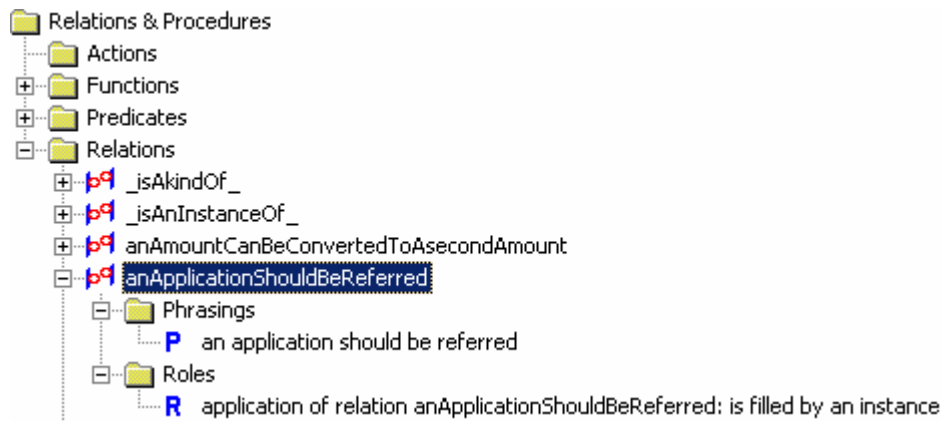 Relations & Procedures
Actions
Functions
Predicates
Relations
_isAkindOf_
_isAnInstanceOf_
anAmountCanBeConvertedToAsecondAmount
anApplicationShouldBeReferred
Phrasings
P an application should be referred
Roles
R application of relation anApplicationShouldBeReferred: is filled by an instance